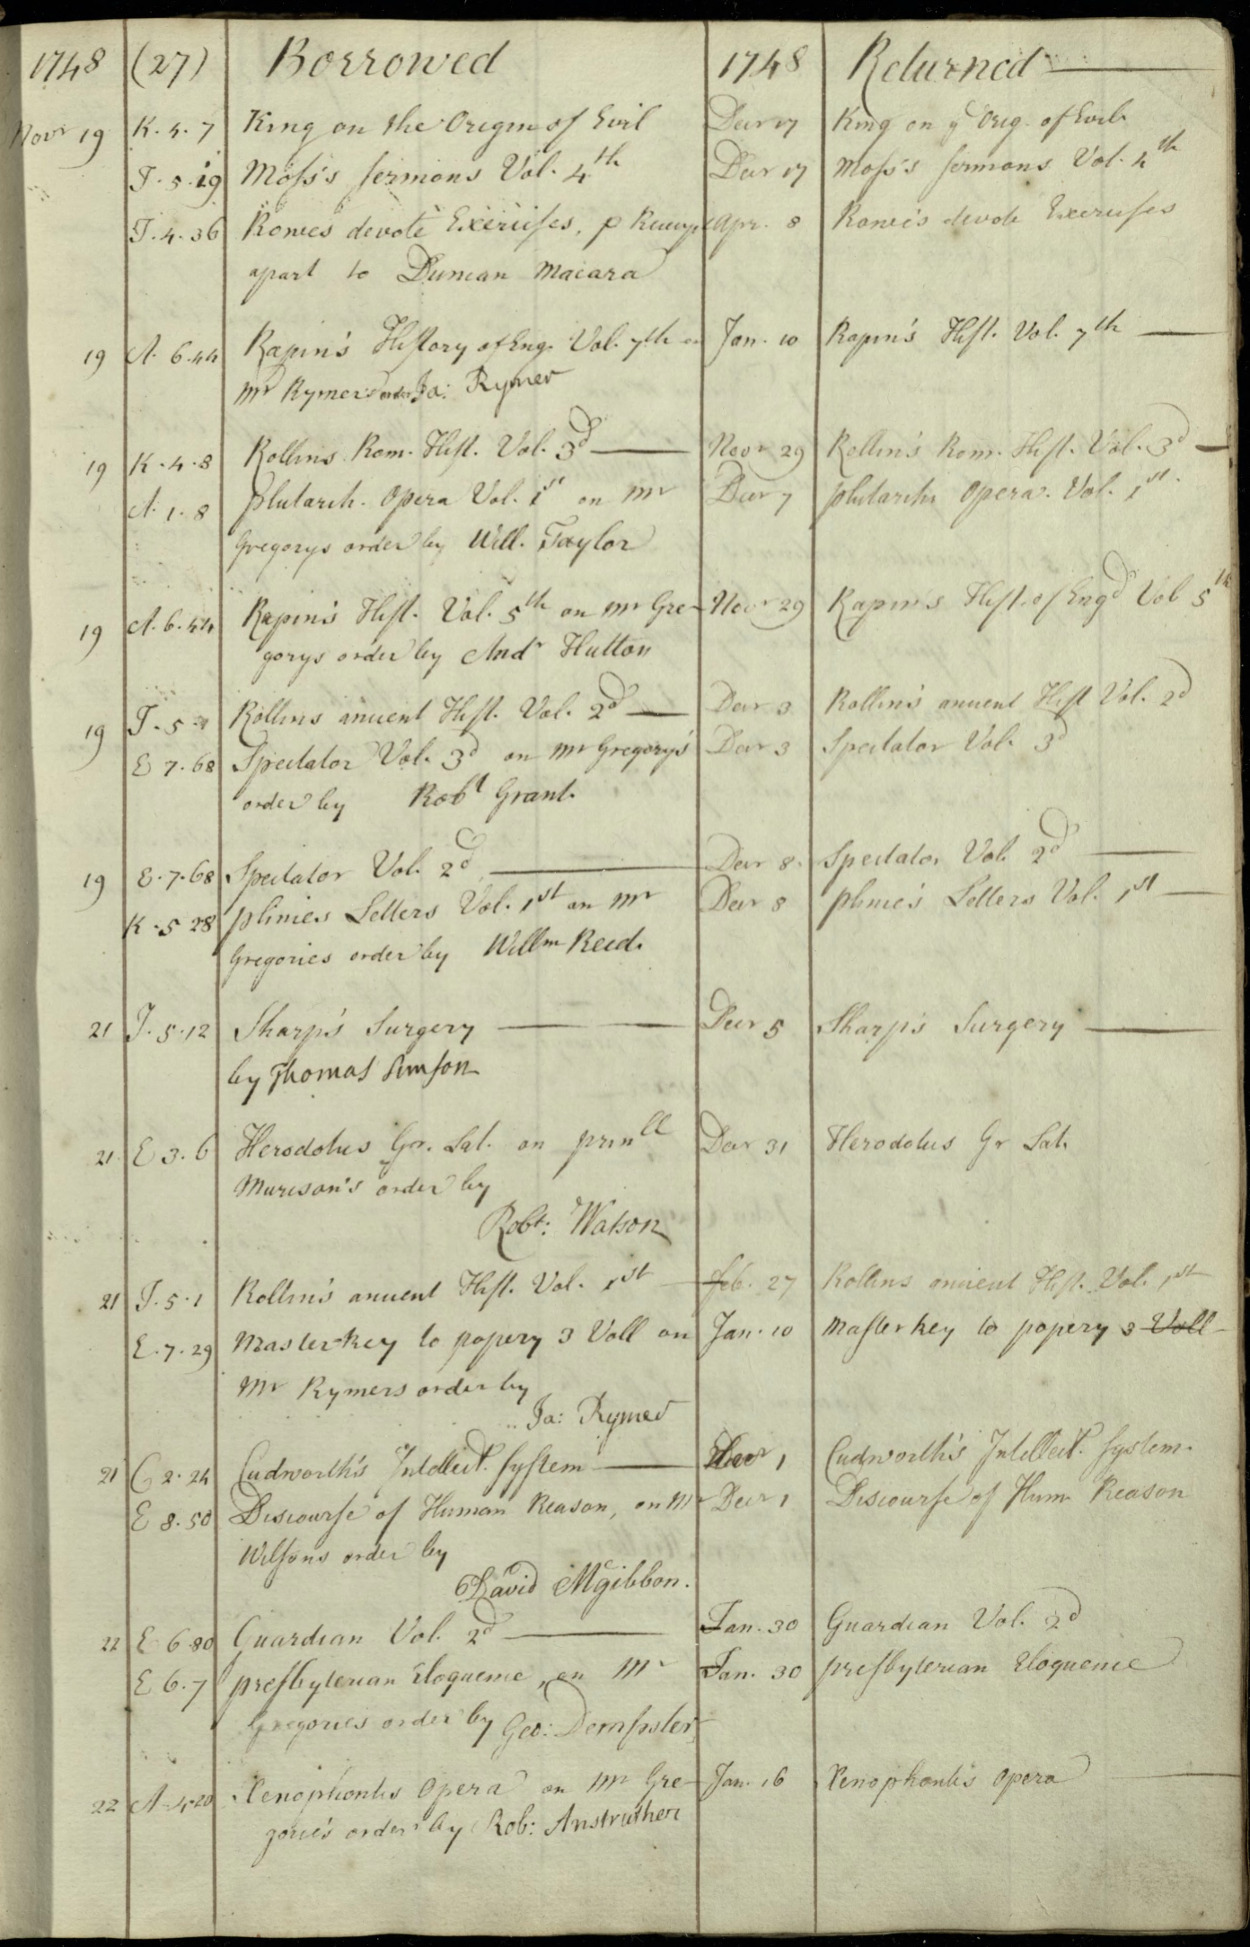 1748 (27) Borrowed 1748 Returned
Novr 19 K. 4. 7 King on the Origin of Evil Decr 17 King on ye Orig. of Evil
T. 5. 19 Moss's sermons Vol. 4th Decr 17 Moss's sermons Vol. 4th
T. 4. 36 Rowes devote Exercises, p Apr. 8 Rowe's devote Exercises
apart to Duncan Macara
19 A. 6. 44 Rapin's History of Eng. Vol. 7th on Jan. 10 Rapin's Hist. Vol. 7th
Mr Rymers order Ja: Rymer
19 K. 4. 8 Rollins Rom. Hist. Vol. 3d Novr 29 Rollin's Rom. Hist. Vol. 3d
A. 1. 8 plutarch. Opera Vol. 1st on Mr Decr 7 plutarchi Opera. Vol. 1st.
Gregorys order by Will. Taylor
19 A. 6. 44 Rapin's Hist. Vol. 5th on Mr Gre- Novr 29 Rapin's Hist. of Engd Vol 5th
gorys order by Andr Hutton
19 T. 5 Rollins ancient Hist. Vol. 2d Decr 3 Rollin's ancient Hist Vol. 2d
E 7. 68 Spectator Vol. 3d on Mr Gregory's Decr 3 Spectator Vol. 3d
order by Robt Grant.
19 E. 7. 68 Spectator Vol. 2d Decr 8. Spectator Vol. 2d
K. 5 28 plinies Letters Vol. 1st on Mr Decr 8 plinie's Letters Vol. 1st
Gregories order by Willm Reed.
21 T. 5. 12 Sharp's Surgery Decr 5 Sharp's Surgery
by Thomas Simson
21 E 3. 6 Herodotus Gr. Lat. on prinll Decr 31 Herodotus Gr Lat.
Murison's order by
Robt: Watson
21 T. 5. 1 Rollin's ancient Hist. Vol. 1st feb. 27 Rollins ancient Hist. Vol. 1st
E. 7. 29 Master-Key to popery 3 Voll on Jan. 10 Master key to popery 3 Voll
Mr Rymers order by
Ja: Rymer
21 C 2. 24 Cudworth's Intellect. System Decr 1 Cudworth's Intellect. System.
E 8. 50 Discourse of Human Reason, on Mr Decr 1 Discourse of Hum. Reason
Wilsons order by
David McGibbon.
22 E 6. 80 Guardian Vol. 2d Jan. 30 Guardian Vol. 2d
E 6. 7 presbyterian Eloquence, on Mr Jan. 30 presbyterian Eloquence
Gregories order by Geo: Dempster
22 A. 4. 20 Xenophontis Opera on Mr Gre- Jan. 16 Xenophontis Opera
gorie's order by Rob: Anstruther